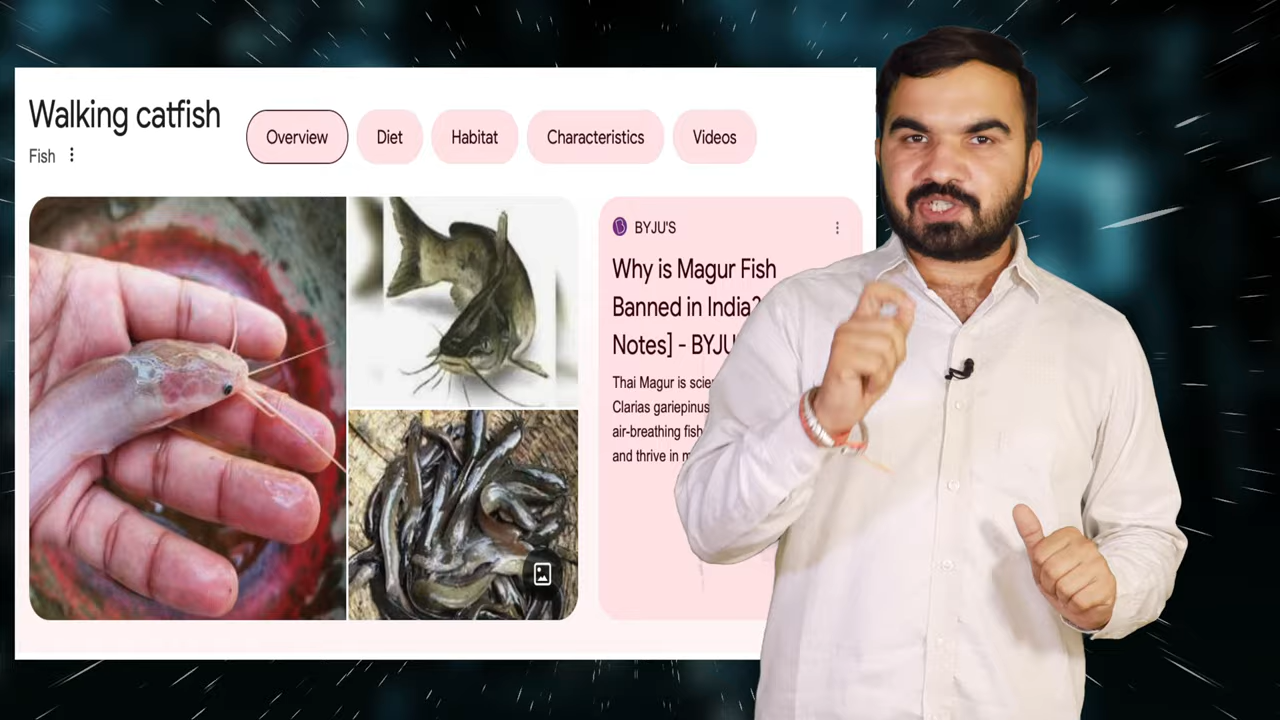 Walking catfish
Fish
Overview
Diet
Habitat
Characteristics
Videos
BYJU'S
Why is Magur Fish
Banned in India?
Notes] - BYJU
Thai Magur is
Clarias gariepinus
air-breathing fish
and thrive in